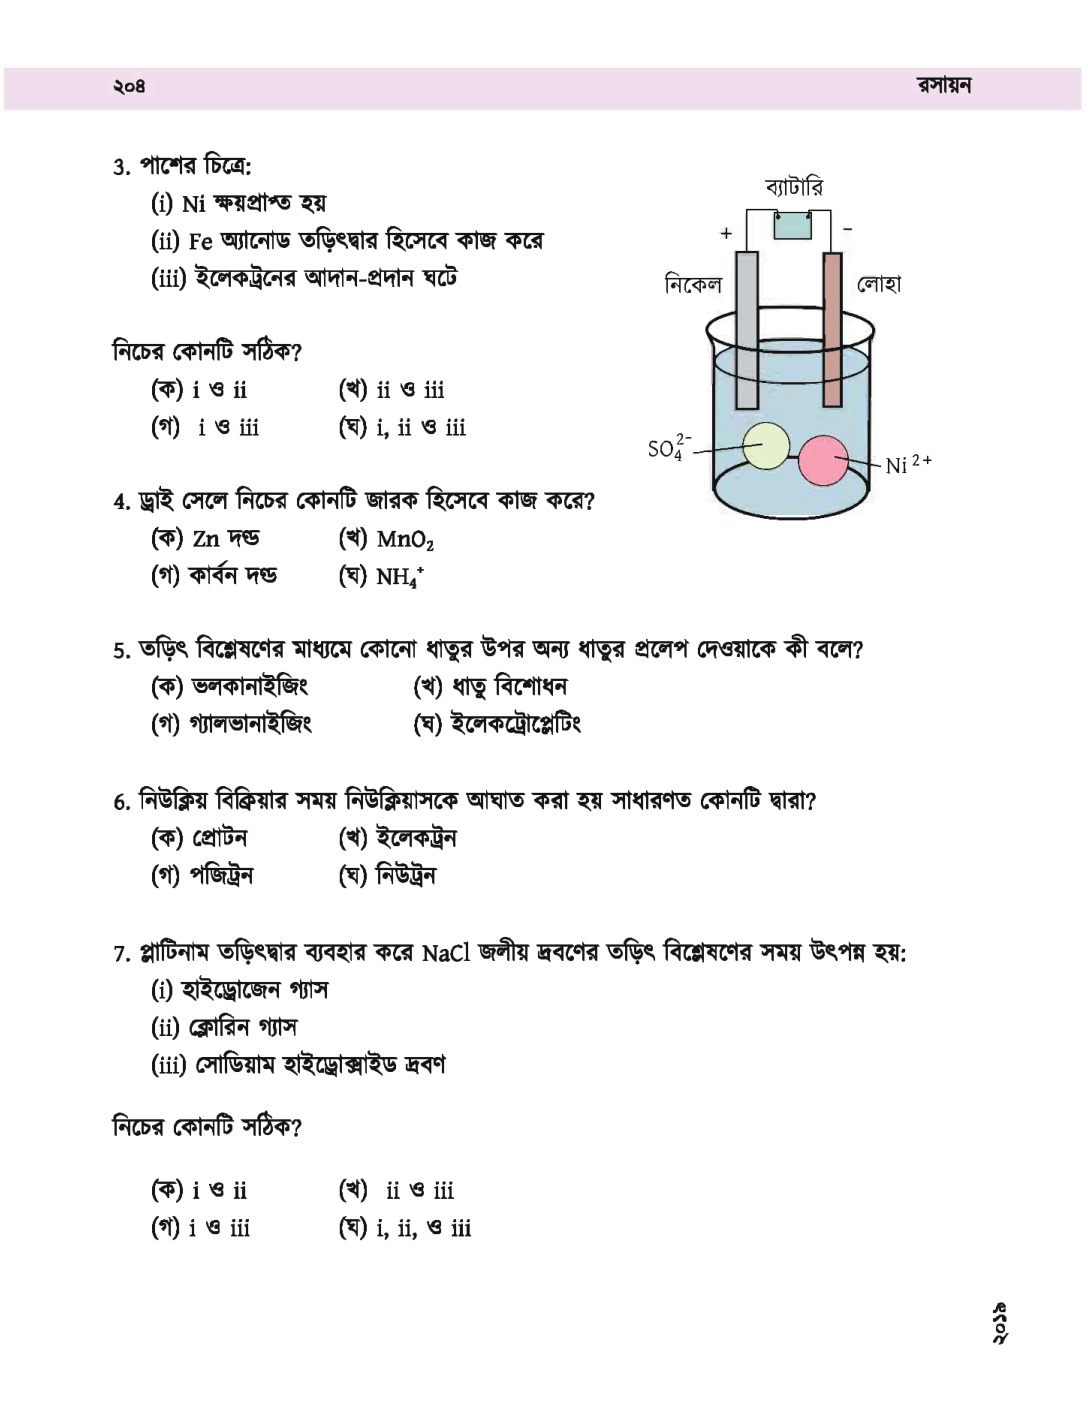 ২০৪ রসায়ন
3. পাশের চিত্রে:
(i) Ni ক্ষয়প্রাপ্ত হয়
(ii) Fe অ্যানোড তড়িৎদ্বার হিসেবে কাজ করে
(iii) ইলেকট্রনের আদান-প্রদান ঘটে
ব্যাটারি
+ −
নিকেল লোহা
SO₄²⁻
Ni ²⁺
নিচের কোনটি সঠিক?
(ক) i ও ii (খ) ii ও iii
(গ) i ও iii (ঘ) i, ii ও iii
4. ড্রাই সেলে নিচের কোনটি জারক হিসেবে কাজ করে?
(ক) Zn দণ্ড (খ) MnO₂
(গ) কার্বন দণ্ড (ঘ) NH₄⁺
5. তড়িৎ বিশ্লেষণের মাধ্যমে কোনো ধাতুর উপর অন্য ধাতুর প্রলেপ দেওয়াকে কী বলে?
(ক) ভলকানাইজিং (খ) ধাতু বিশোধন
(গ) গ্যালভানাইজিং (ঘ) ইলেকট্রোপ্লেটিং
6. নিউক্লিয় বিক্রিয়ার সময় নিউক্লিয়াসকে আঘাত করা হয় সাধারণত কোনটি দ্বারা?
(ক) প্রোটন (খ) ইলেকট্রন
(গ) পজিট্রন (ঘ) নিউট্রন
7. প্লাটিনাম তড়িৎদ্বার ব্যবহার করে NaCl জলীয় দ্রবণের তড়িৎ বিশ্লেষণের সময় উৎপন্ন হয়:
(i) হাইড্রোজেন গ্যাস
(ii) ক্লোরিন গ্যাস
(iii) সোডিয়াম হাইড্রোক্সাইড দ্রবণ
নিচের কোনটি সঠিক?
(ক) i ও ii (খ) ii ও iii
(গ) i ও iii (ঘ) i, ii, ও iii
২০১৯